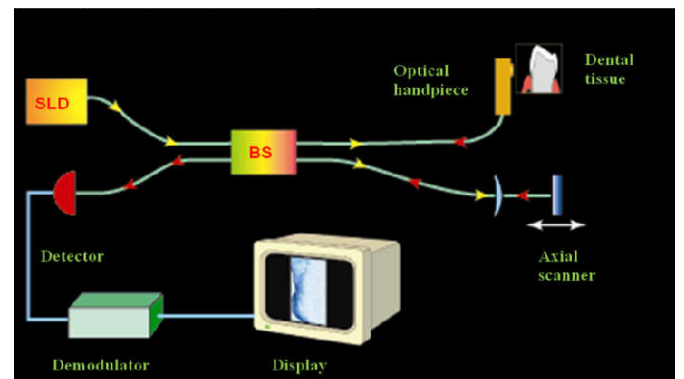 Optical
handpiece
Dental
tissue
SLD
BS
Detector
Axial
scanner
Demodulator
Display